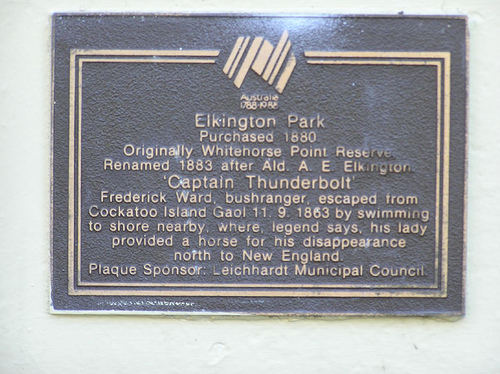 Australia
1788-1988
Elkington Park
Purchased 1880
Originally Whitehorse Point Reserve.
Renamed 1883 after Ald. A. E. Elkington.
'Captain Thunderbolt'
Frederick Ward, bushranger, escaped from
Cockatoo Island Gaol 11. 9. 1863 by swimming
to shore nearby, where, legend says, his lady
provided a horse for his disappearance
north to New England.
Plaque Sponsor: Leichhardt Municipal Council.